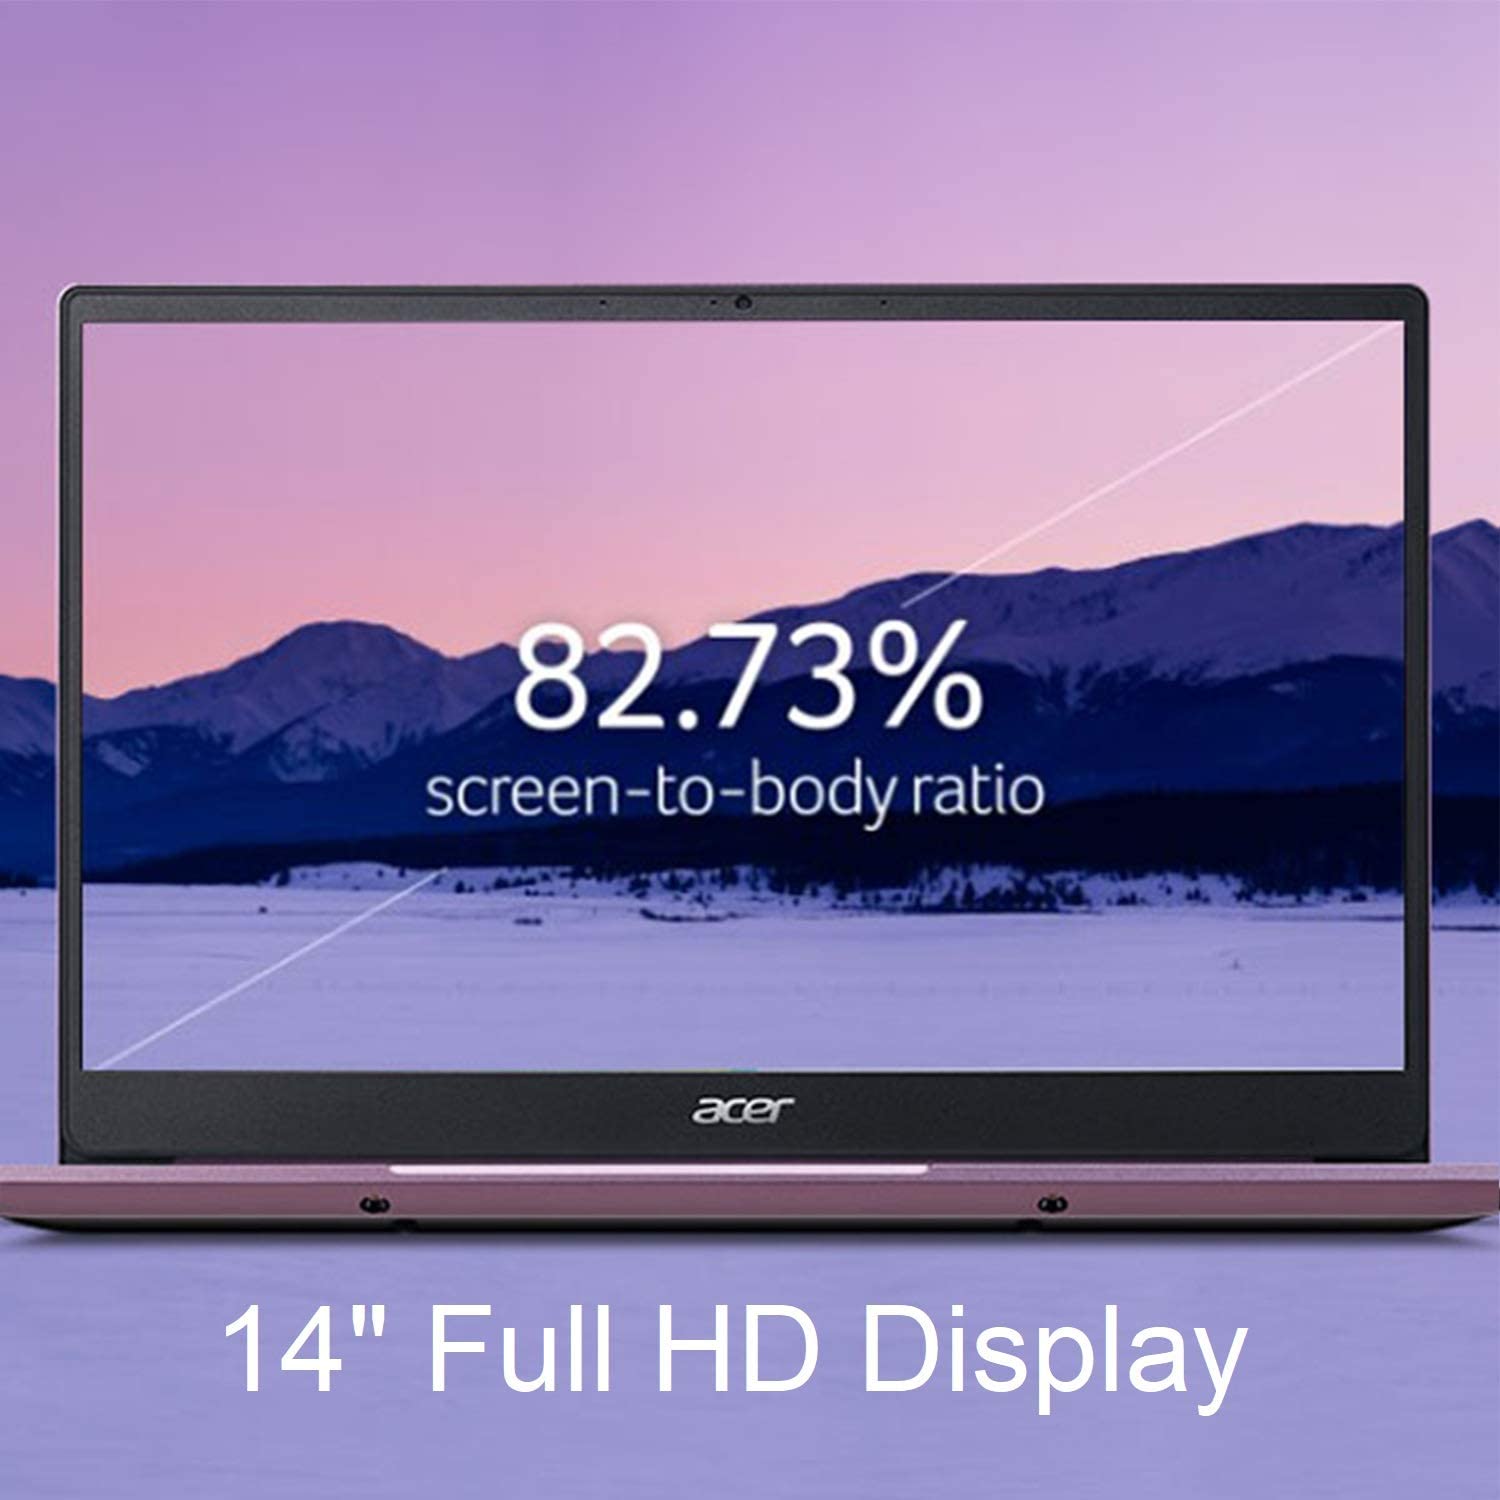 82.73%
screen-to-body ratio
acer
14" Full HD Display